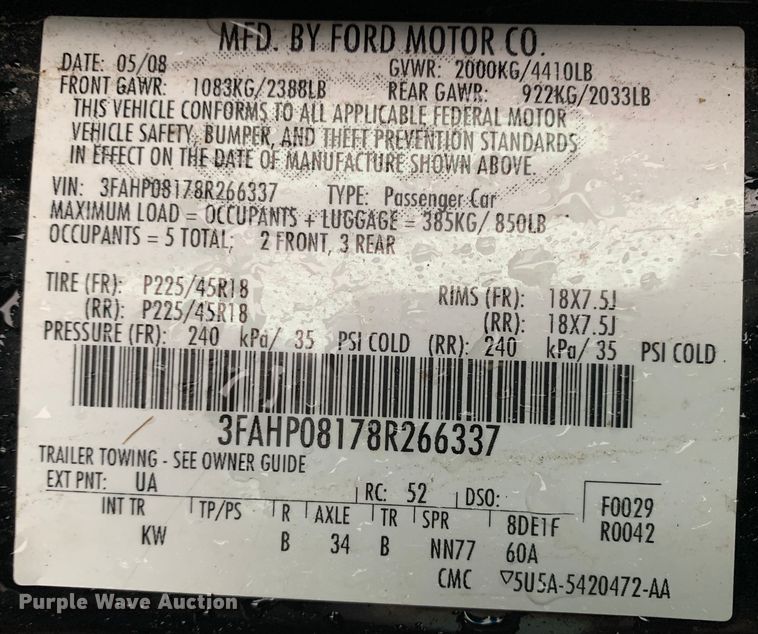 MFD. BY FORD MOTOR CO.
DATE: 05/08 GVWR: 2000KG/4410LB
FRONT GAWR: 1083KG/2388LB REAR GAWR: 922KG/2033LB
THIS VEHICLE CONFORMS TO ALL APPLICABLE FEDERAL MOTOR
VEHICLE SAFETY, BUMPER, AND THEFT PREVENTION STANDARDS
IN EFFECT ON THE DATE OF MANUFACTURE SHOWN ABOVE.
VIN: 3FAHP08178R266337 TYPE: Passenger Car
MAXIMUM LOAD = OCCUPANTS + LUGGAGE = 385KG/ 850LB
OCCUPANTS = 5 TOTAL; 2 FRONT, 3 REAR
TIRE (FR): P225/45R18 RIMS (FR): 18X7.5J
(RR): P225/45R18 (RR): 18X7.5J
PRESSURE (FR): 240 kPa/ 35 PSI COLD (RR): 240 kPa/ 35 PSI COLD
3FAHP08178R266337
TRAILER TOWING - SEE OWNER GUIDE
EXT PNT: UA RC: 52 DSO: F0029
INT TR TP/PS R AXLE TR SPR 8DE1F R0042
KW B 34 B NN77 60A
CMC ▽5U5A-5420472-AA
Purple Wave Auction